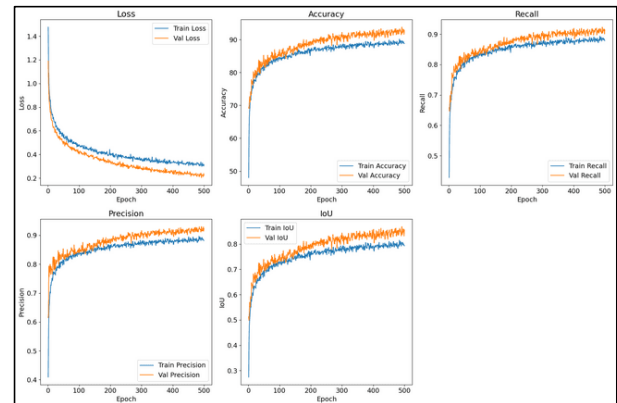 Loss
1.4
1.2
1.0
0.8
0.6
0.4
0.2
Loss
Train Loss
Val Loss
0 100 200 300 400 500
Epoch
Accuracy
90
80
70
60
50
Accuracy
Train Accuracy
Val Accuracy
0 100 200 300 400 500
Epoch
Recall
0.9
0.8
0.7
0.6
0.5
Recall
Train Recall
Val Recall
0 100 200 300 400 500
Epoch
Precision
0.9
0.8
0.7
0.6
0.5
0.4
Precision
Train Precision
Val Precision
0 100 200 300 400 500
Epoch
IoU
0.8
0.7
0.6
0.5
0.4
0.3
IoU
Train IoU
Val IoU
0 100 200 300 400 500
Epoch